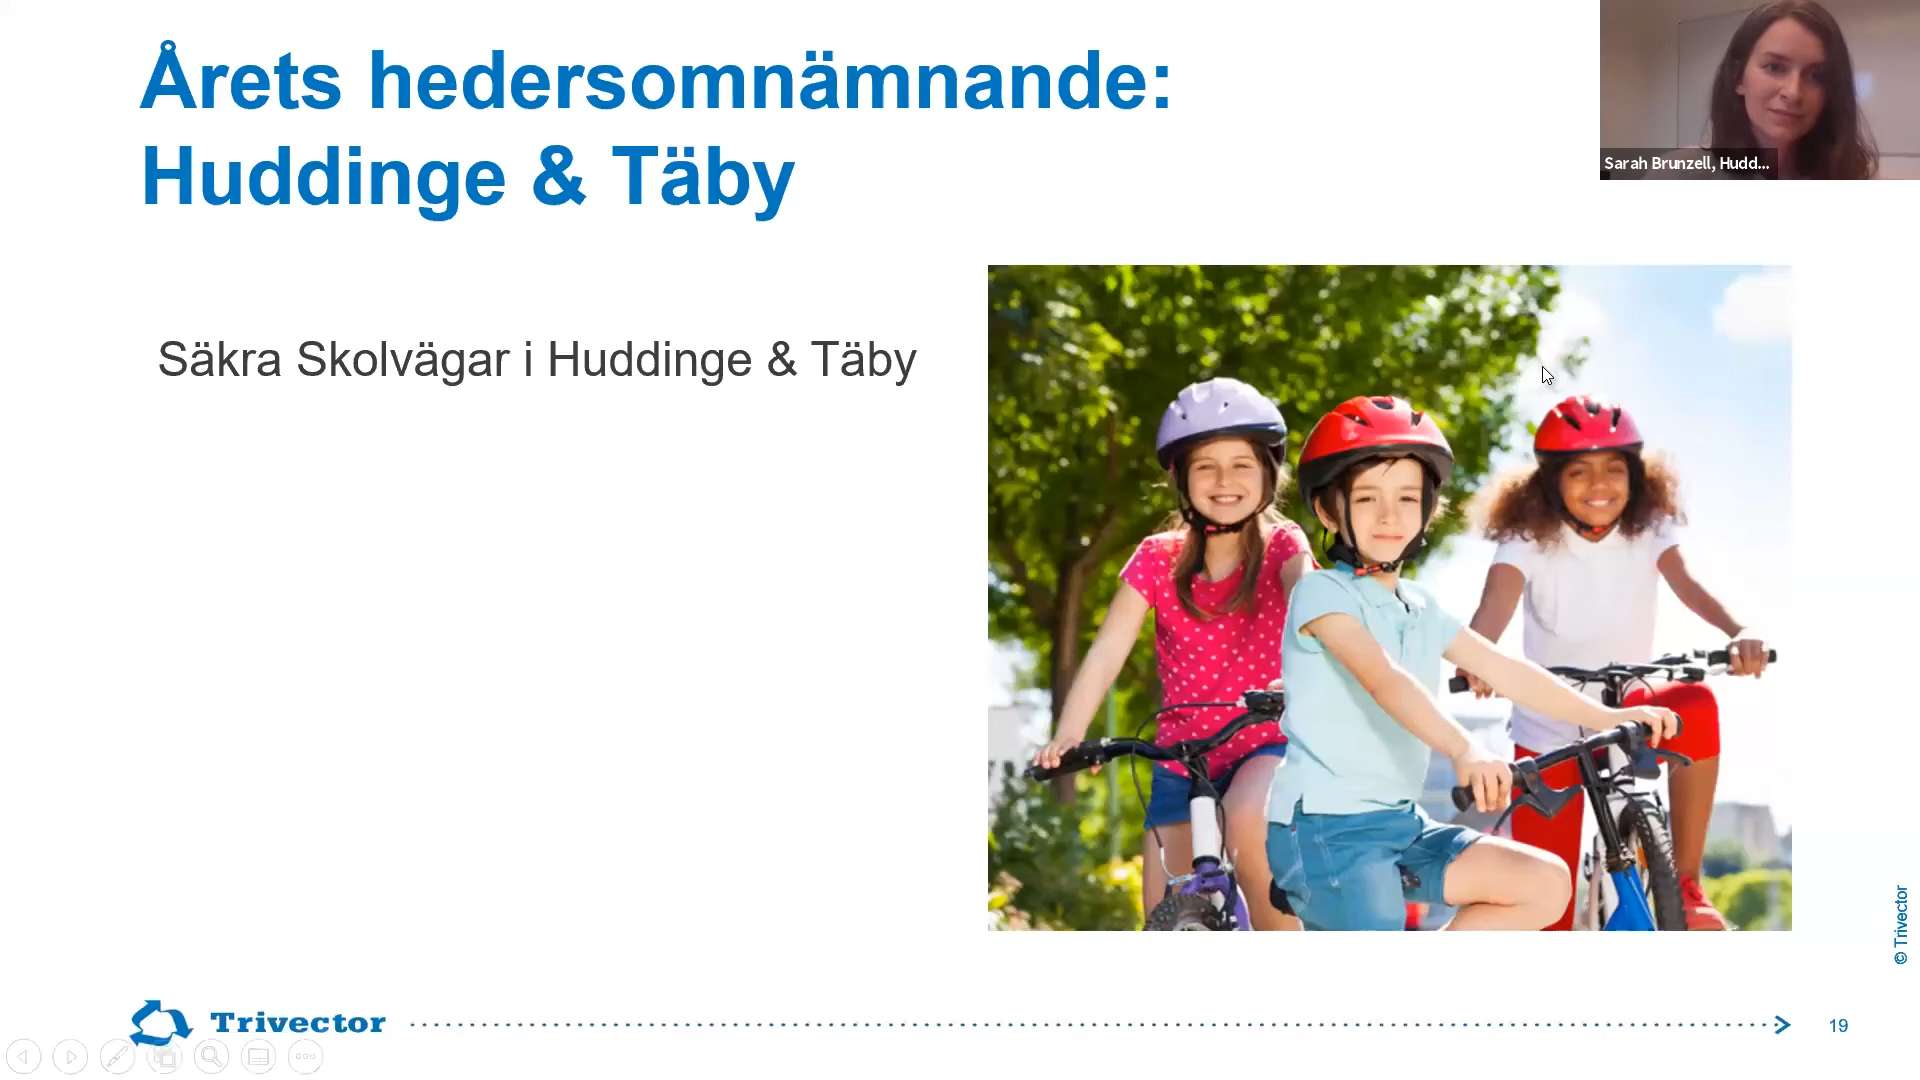 Årets hedersomnämnande:
Huddinge & Täby
Sarah Brunzell, Hudd...
Säkra Skolvägar i Huddinge & Täby
© Trivector
Trivector
19